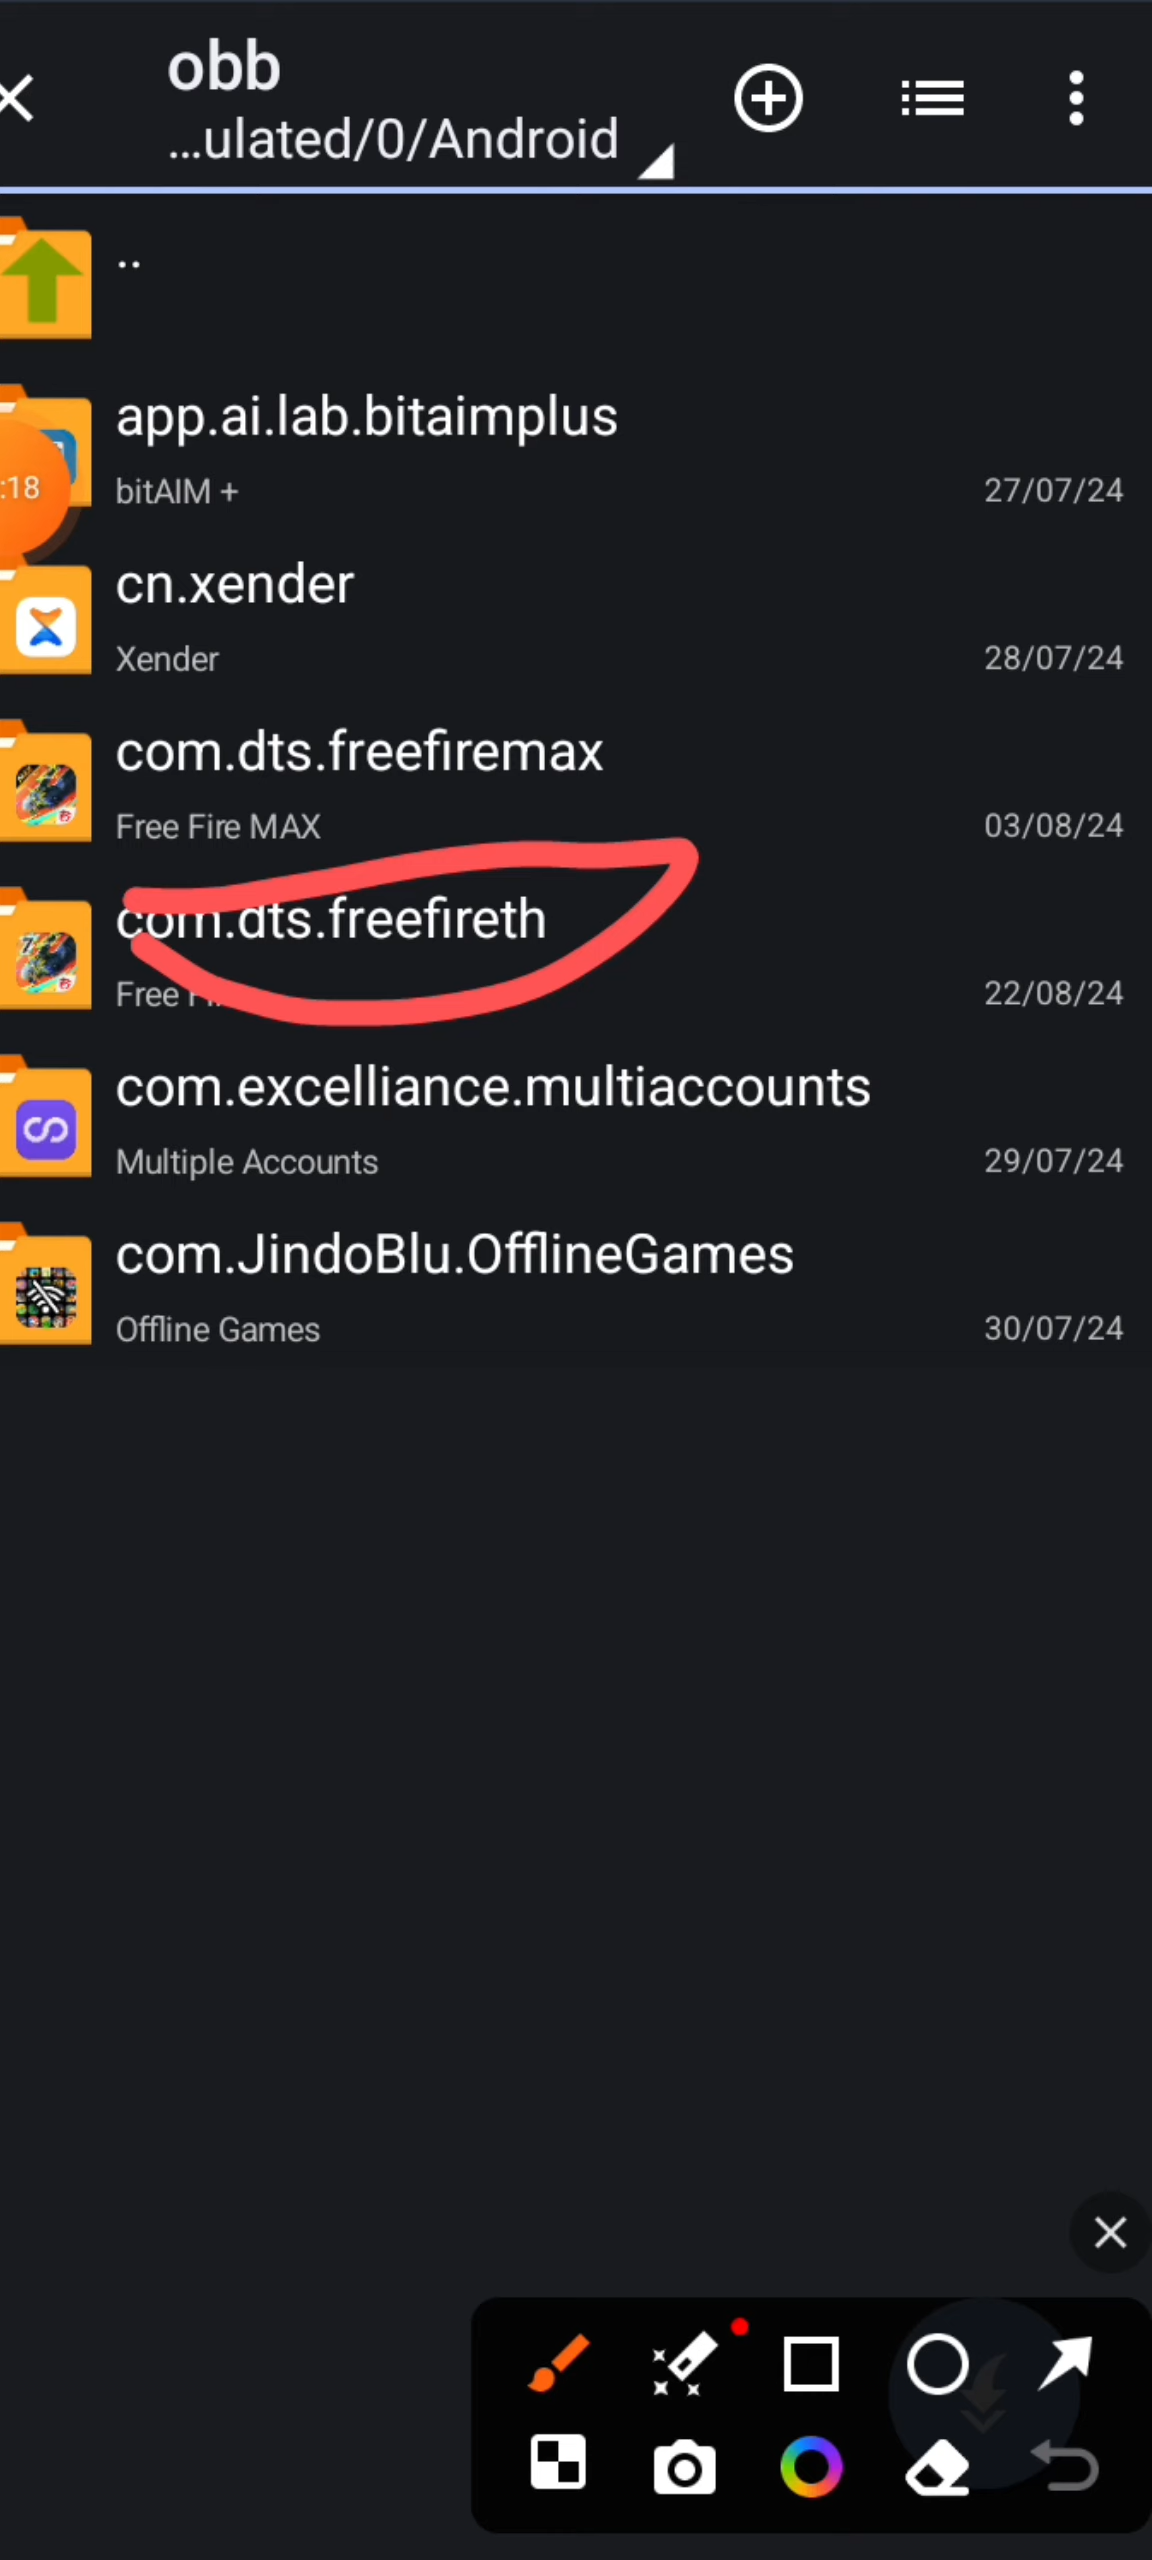 obb
...ulated/0/Android
..
app.ai.lab.bitaimplus
bitAIM +
27/07/24
:18
cn.xender
Xender
28/07/24
com.dts.freefiremax
Free Fire MAX
03/08/24
com.dts.freefireth
Free
22/08/24
com.excelliance.multiaccounts
Multiple Accounts
29/07/24
com.JindoBlu.OfflineGames
Offline Games
30/07/24